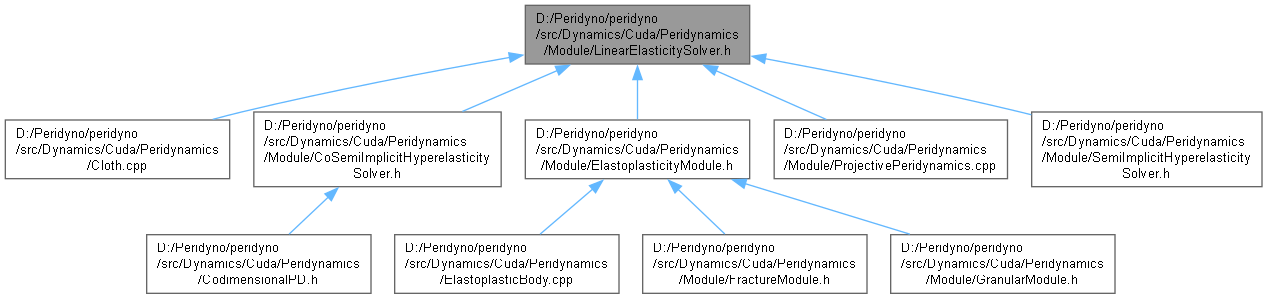 D:/Peridyno/peridyno
/src/Dynamics/Cuda/Peridynamics
/Module/LinearElasticitySolver.h
D:/Peridyno/peridyno
/src/Dynamics/Cuda/Peridynamics
/Cloth.cpp
D:/Peridyno/peridyno
/src/Dynamics/Cuda/Peridynamics
/Module/CoSemiImplicitHyperelasticity
Solver.h
D:/Peridyno/peridyno
/src/Dynamics/Cuda/Peridynamics
/Module/ElastoplasticityModule.h
D:/Peridyno/peridyno
/src/Dynamics/Cuda/Peridynamics
/Module/ProjectivePeridynamics.cpp
D:/Peridyno/peridyno
/src/Dynamics/Cuda/Peridynamics
/Module/SemiImplicitHyperelasticity
Solver.h
D:/Peridyno/peridyno
/src/Dynamics/Cuda/Peridynamics
/CodimensionalPD.h
D:/Peridyno/peridyno
/src/Dynamics/Cuda/Peridynamics
/ElastoplasticBody.cpp
D:/Peridyno/peridyno
/src/Dynamics/Cuda/Peridynamics
/Module/FractureModule.h
D:/Peridyno/peridyno
/src/Dynamics/Cuda/Peridynamics
/Module/GranularModule.h